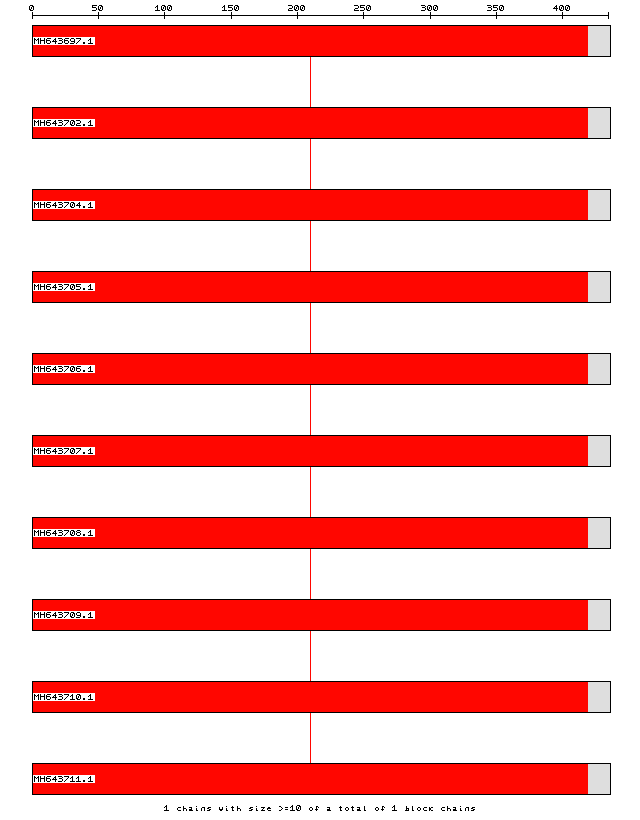 0 50 100 150 200 250 300 350 400
MH643697.1
MH643702.1
MH643704.1
MH643705.1
MH643706.1
MH643707.1
MH643708.1
MH643709.1
MH643710.1
MH643711.1
1 chains with size >=10 of a total of 1 block chains